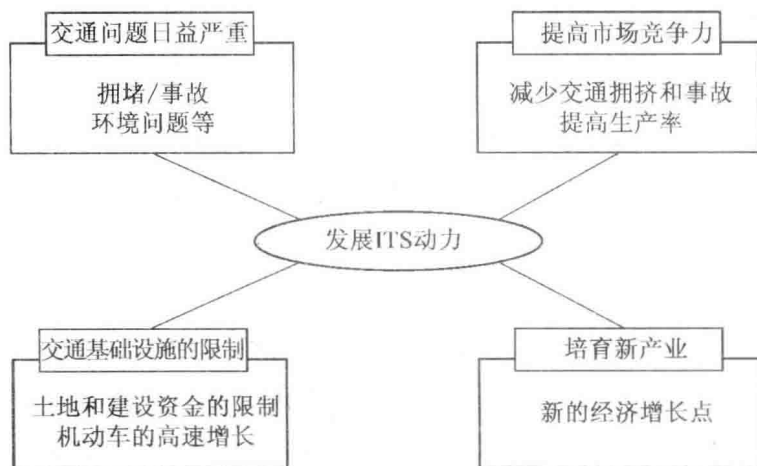 交通问题日益严重
拥堵/事故
环境问题等
提高市场竞争力
减少交通拥挤和事故
提高生产率
发展ITS动力
交通基础设施的限制
土地和建设资金的限制
机动车的高速增长
培育新产业
新的经济增长点